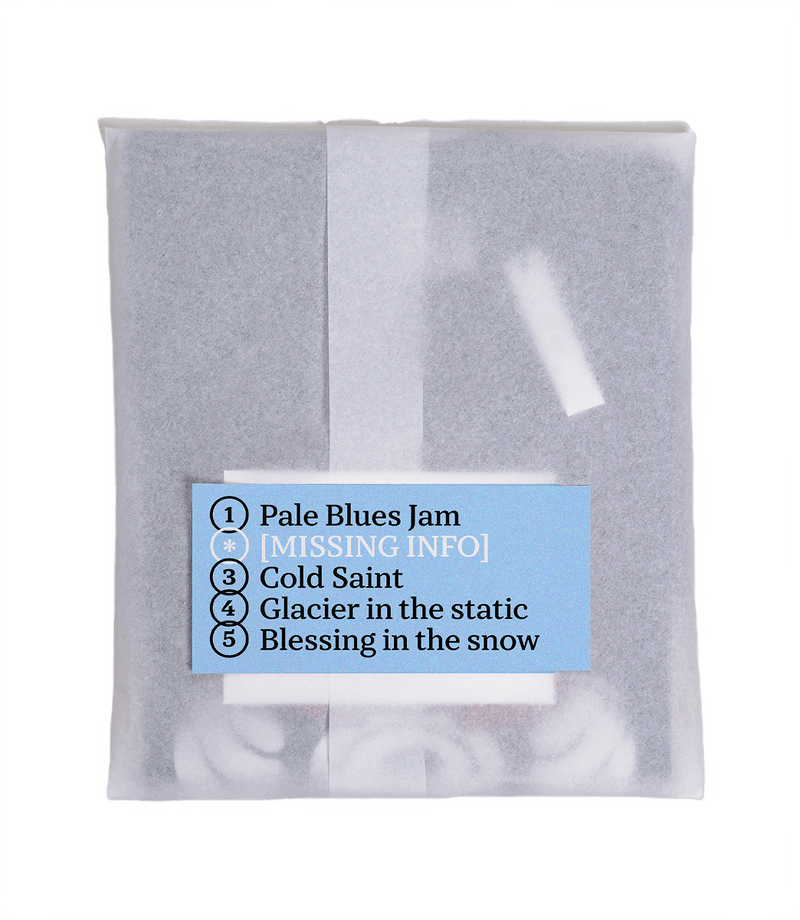 1 Pale Blues Jam
* [MISSING INFO]
3 Cold Saint
4 Glacier in the static
5 Blessing in the snow